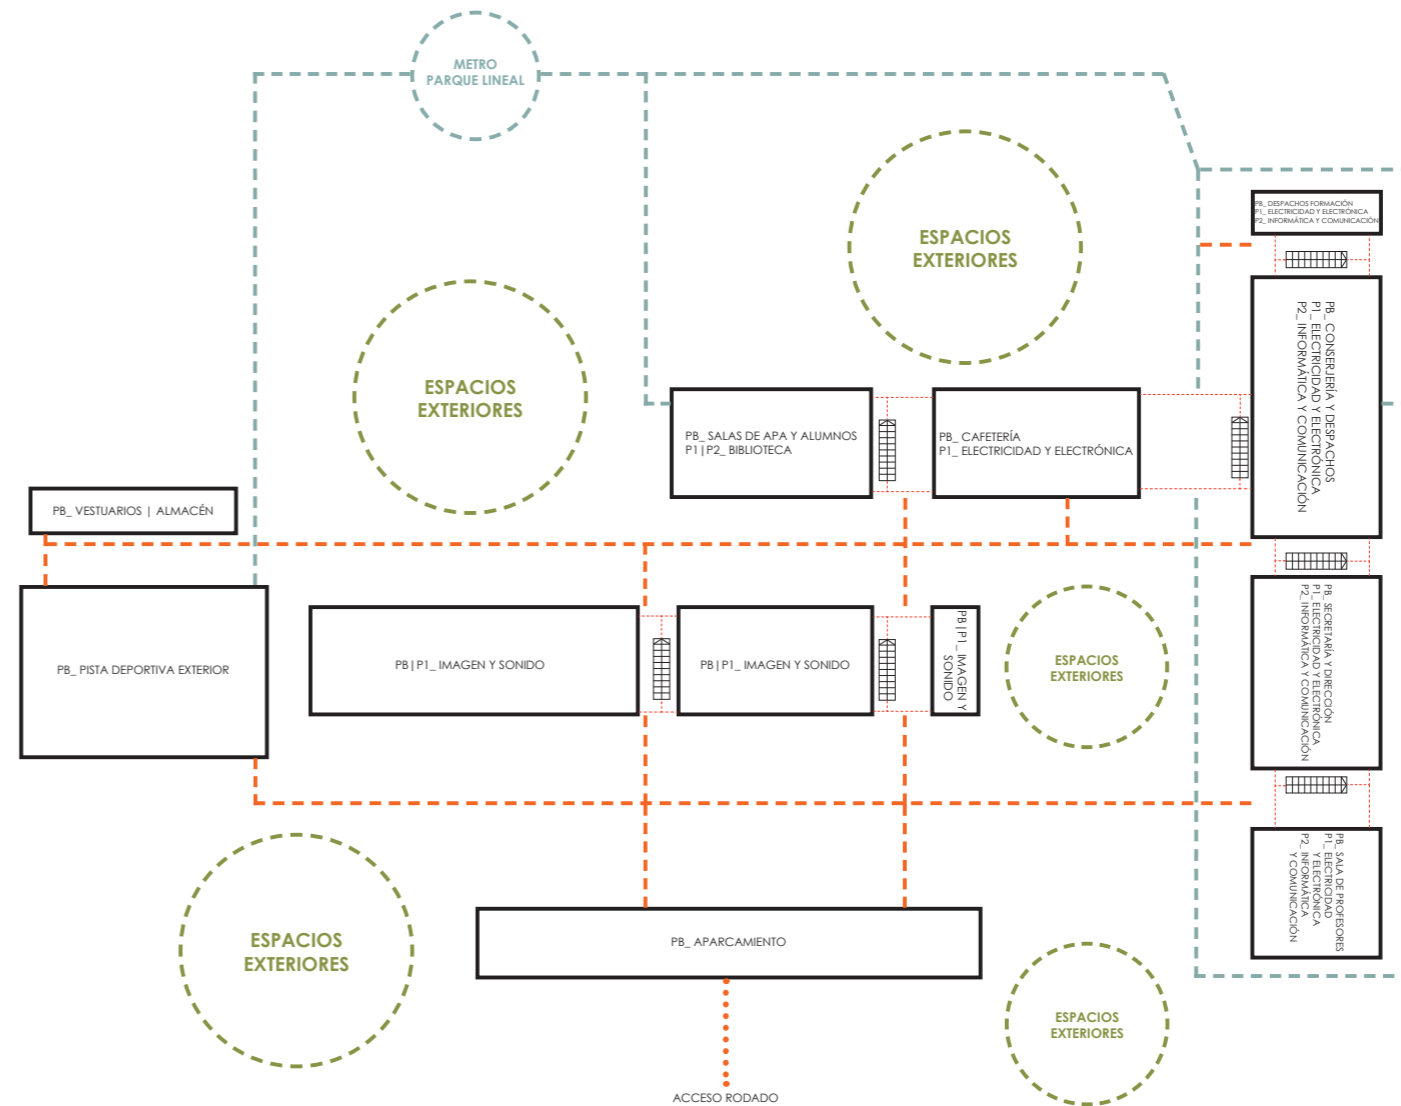 METRO
PARQUE LINEAL
ESPACIOS
EXTERIORES
PB_ DESPACHOS FORMACIÓN
P1_ ELECTRICIDAD Y ELECTRÓNICA
P2_ INFORMÁTICA Y COMUNICACIÓN
PB_ CONSERJERÍA Y DESPACHOS
P1_ ELECTRICIDAD Y ELECTRÓNICA
P2_ INFORMÁTICA Y COMUNICACIÓN
ESPACIOS
EXTERIORES
PB_ SALAS DE APA Y ALUMNOS
P1|P2_ BIBLIOTECA
PB_ CAFETERÍA
P1_ ELECTRICIDAD Y ELECTRÓNICA
PB_ VESTUARIOS | ALMACÉN
PB_ PISTA DEPORTIVA EXTERIOR
PB|P1_ IMAGEN Y SONIDO
PB|P1_ IMAGEN Y SONIDO
PB|P1_ IMAGEN Y
SONIDO
ESPACIOS
EXTERIORES
PB_ SECRETARÍA Y DIRECCIÓN
P1_ ELECTRICIDAD Y ELECTRÓNICA
P2_ INFORMÁTICA Y COMUNICACIÓN
PB_ SALA DE PROFESORES
P1_ ELECTRICIDAD
Y ELECTRÓNICA
P2_ INFORMÁTICA
Y COMUNICACIÓN
ESPACIOS
EXTERIORES
PB_ APARCAMIENTO
ESPACIOS
EXTERIORES
ACCESO RODADO